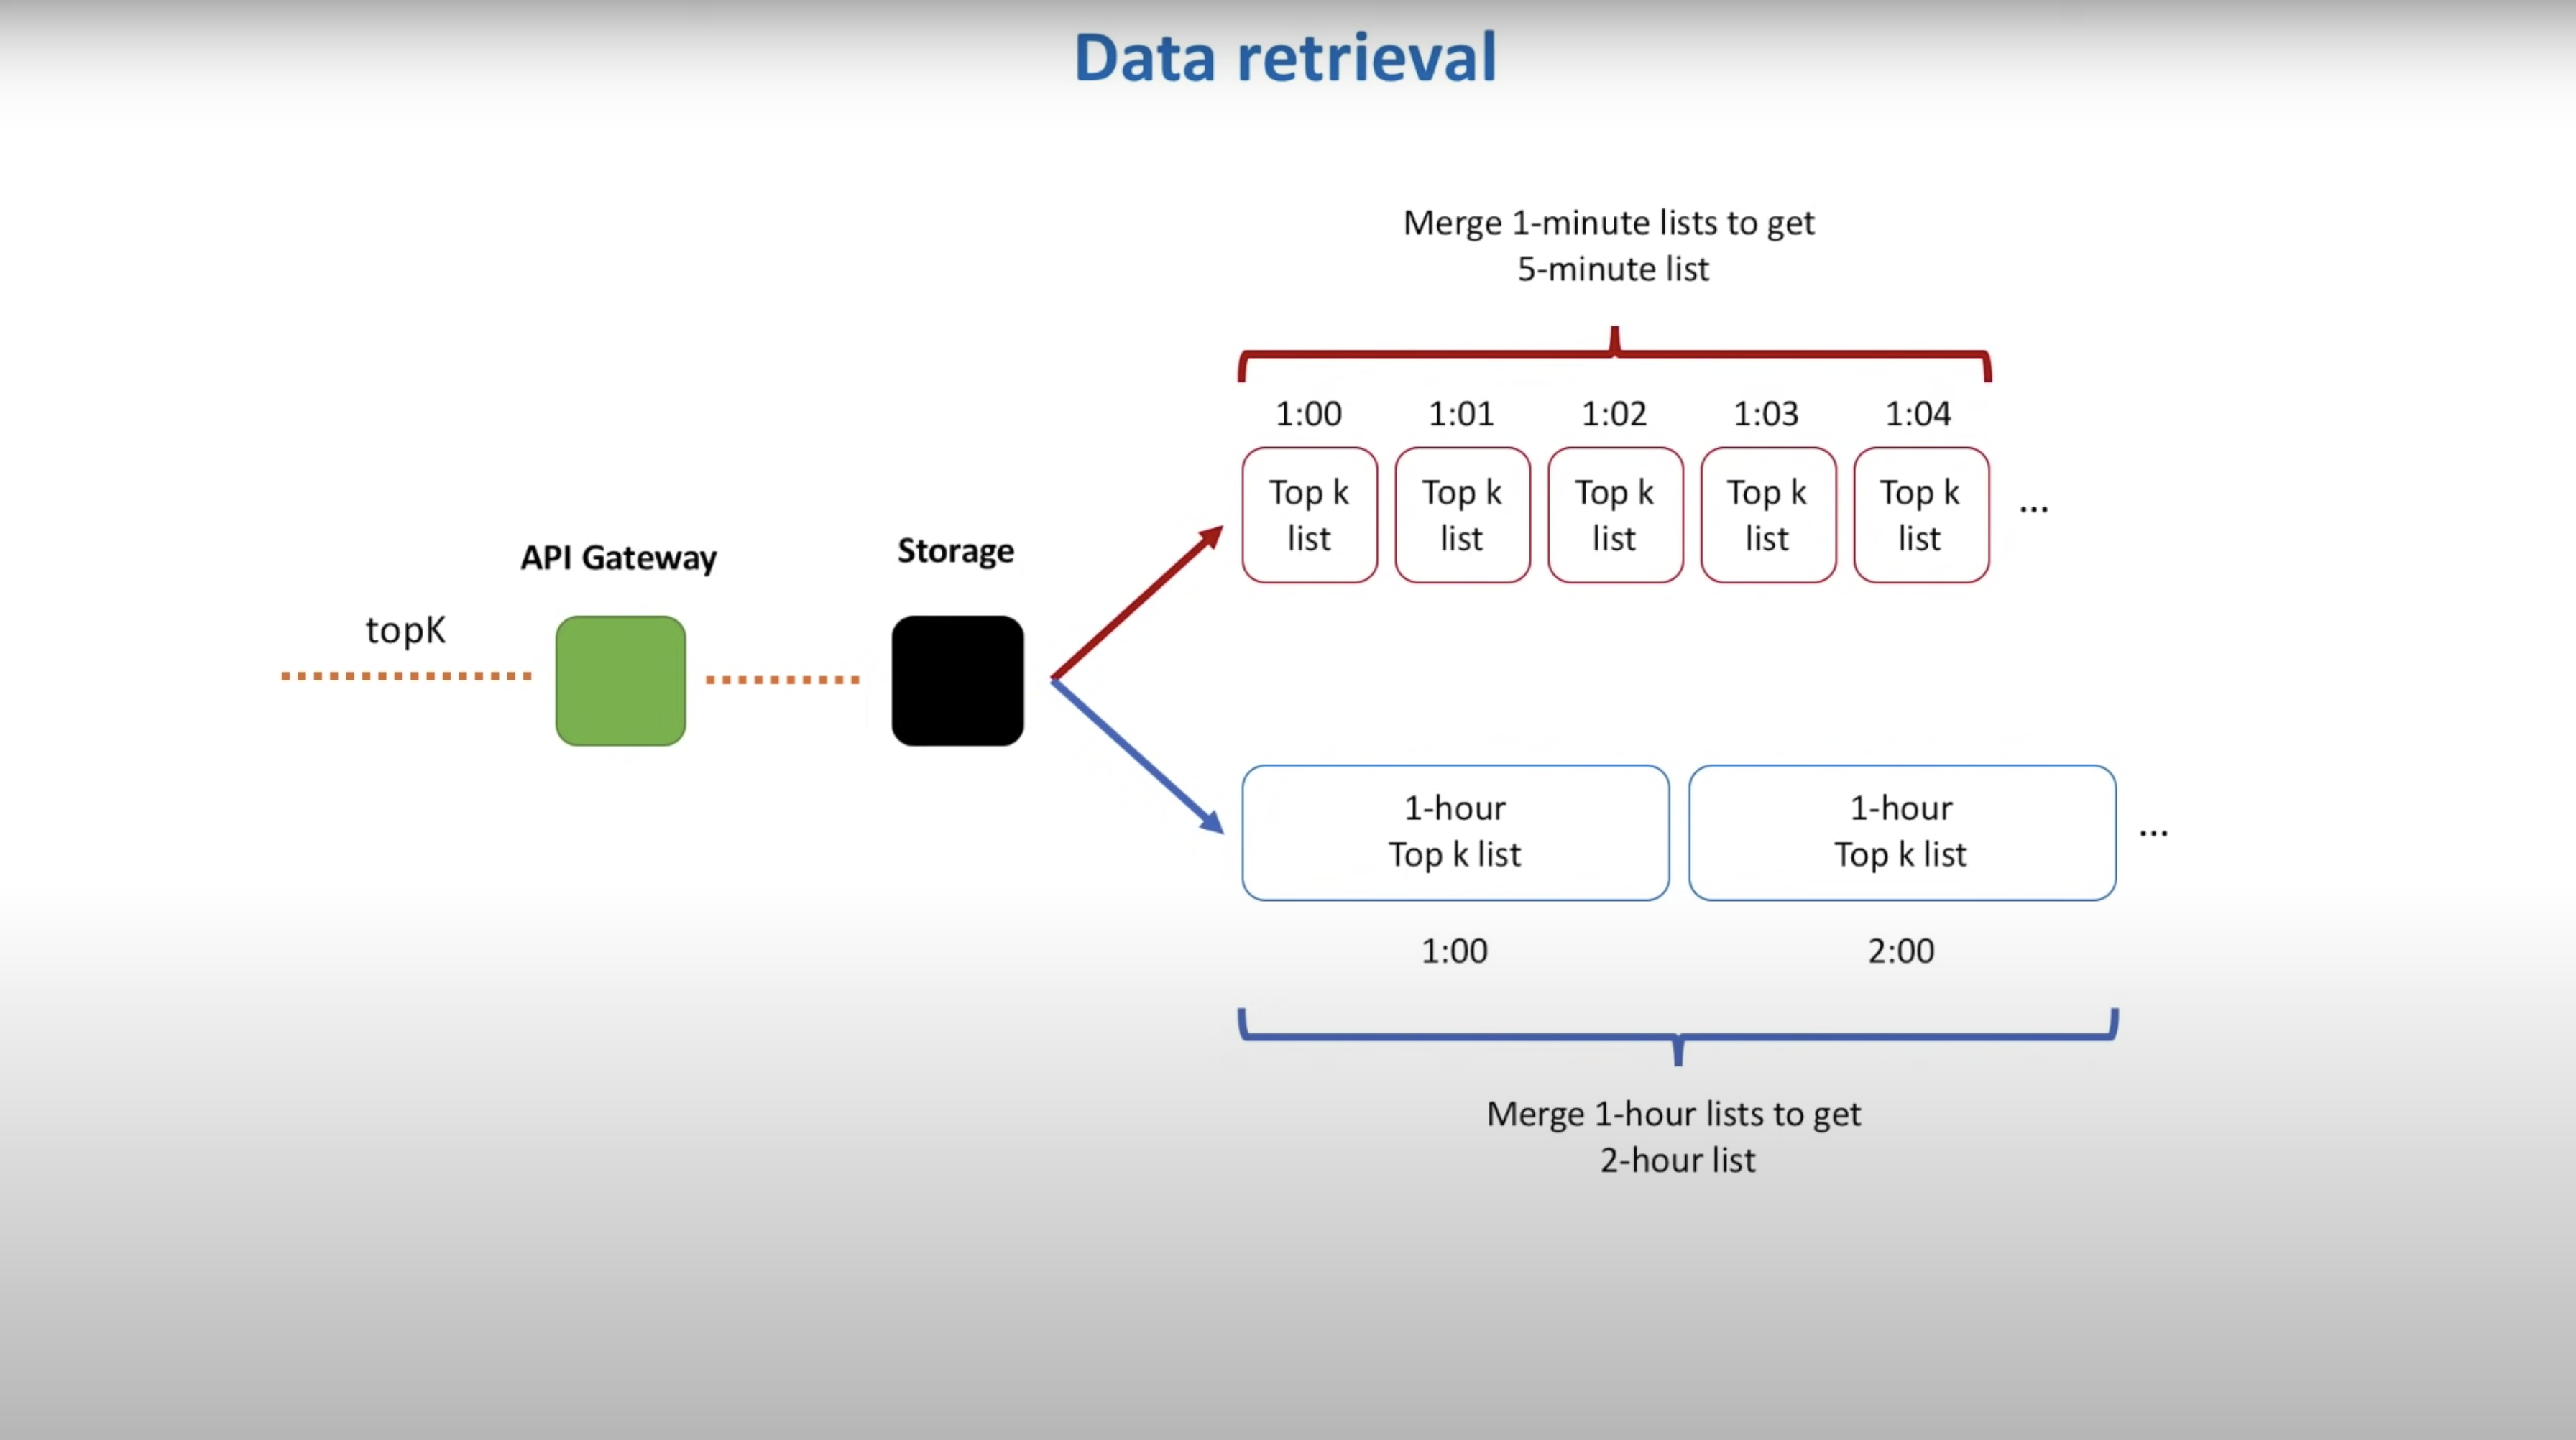 Data retrieval
Merge 1-minute lists to get
5-minute list
1:00
1:01
1:02
1:03
1:04
Top k
list
Top k
list
Top k
list
Top k
list
Top k
list
...
API Gateway
Storage
topK
1-hour
Top k list
1-hour
Top k list
...
1:00
2:00
Merge 1-hour lists to get
2-hour list